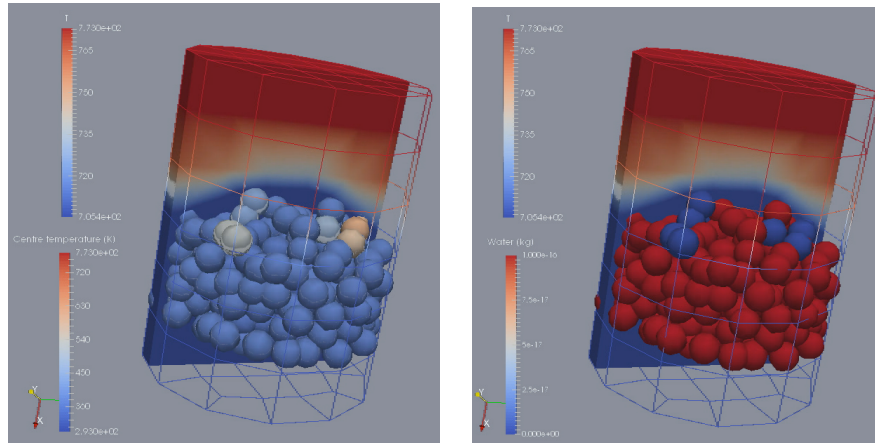 T
7.730e+02
765
750
735
720
7.054e+02
Centre temperature (K)
7.730e+02
720
630
540
450
360
2.930e+02
Y
X
T
7.730e+02
765
750
735
720
7.054e+02
Water (kg)
1.000e-16
7.5e-17
5e-17
2.5e-17
0.000e+00
Y
X